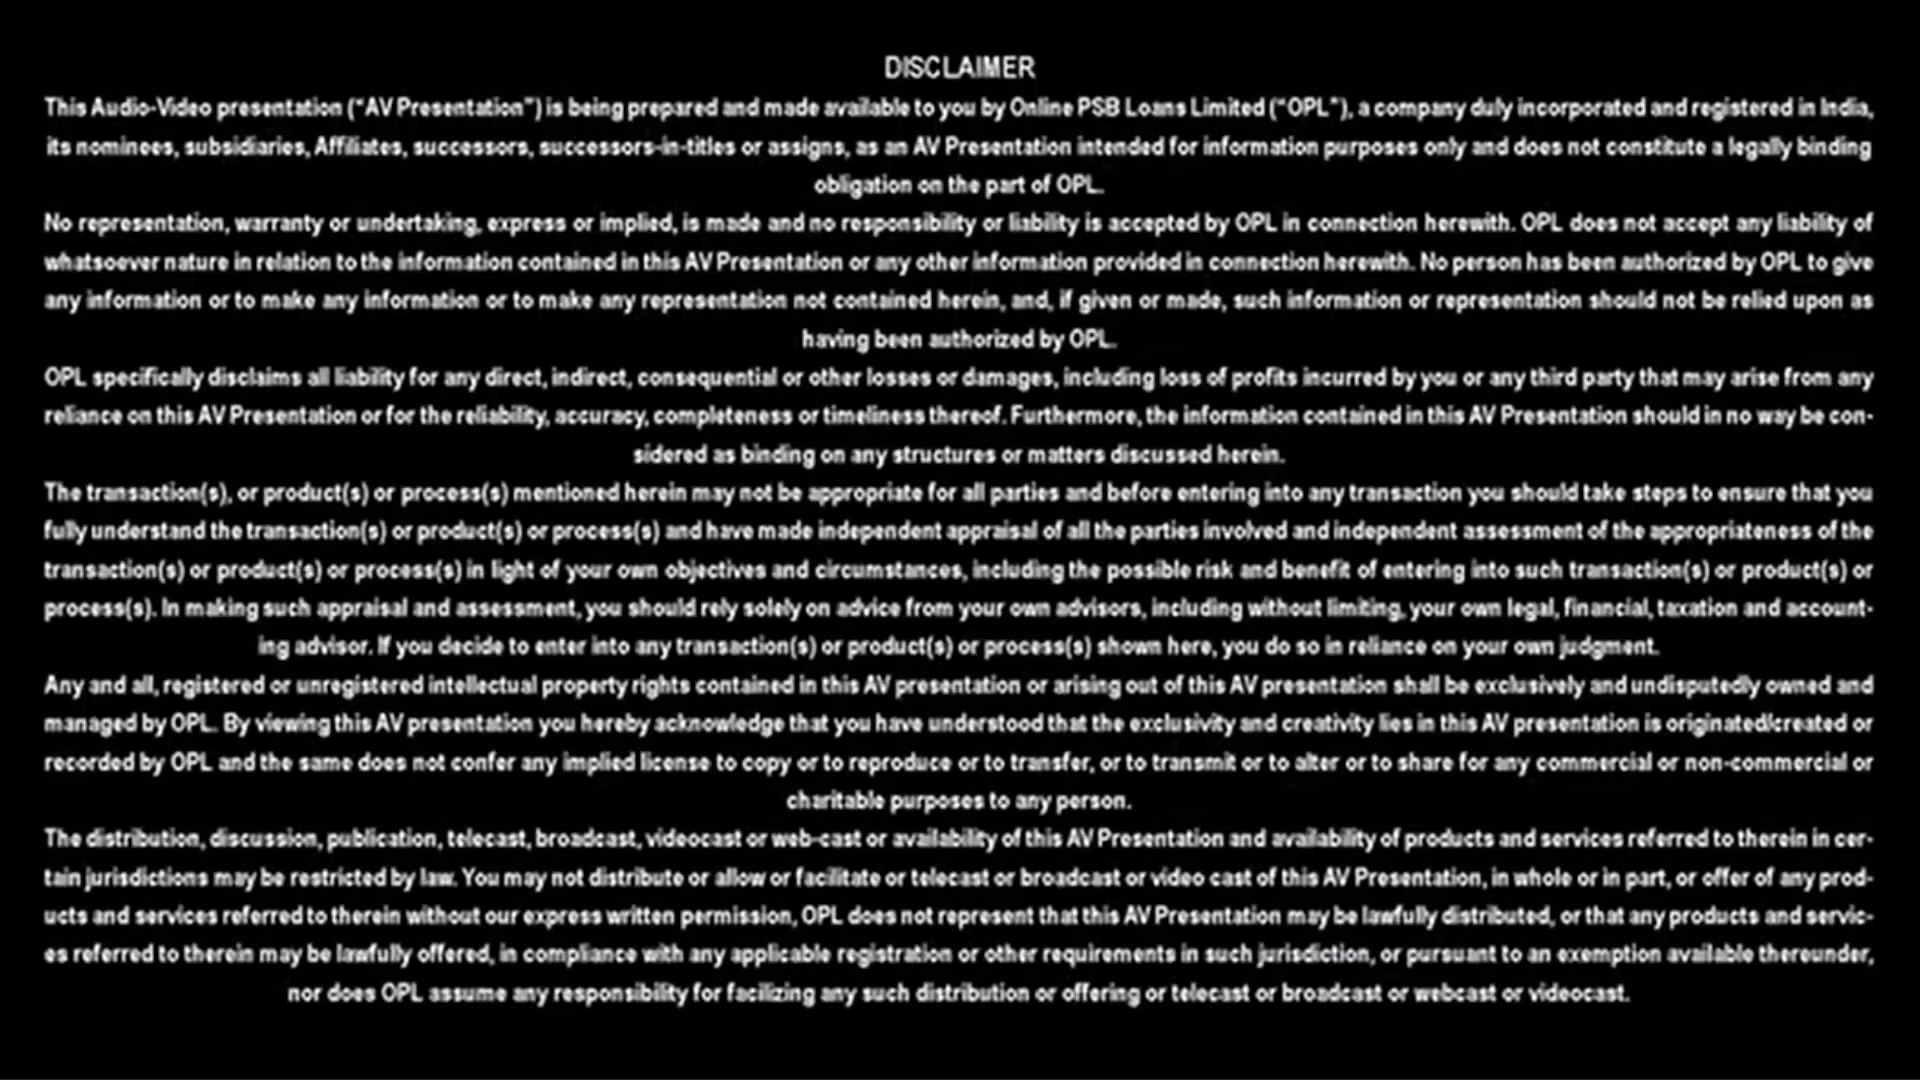 DISCLAIMER
This Audio-Video presentation (“AV Presentation”) is being prepared and made available to you by Online PSB Loans Limited (“OPL”), a company duly incorporated and registered in India,
its nominees, subsidiaries, Affiliates, successors, successors-in-titles or assigns, as an AV Presentation intended for information purposes only and does not constitute a legally binding
obligation on the part of OPL.
No representation, warranty or undertaking, express or implied, is made and no responsibility or liability is accepted by OPL in connection herewith. OPL does not accept any liability of
whatsoever nature in relation to the information contained in this AV Presentation or any other information provided in connection herewith. No person has been authorized by OPL to give
any information or to make any information or to make any representation not contained herein, and, if given or made, such information or representation should not be relied upon as
having been authorized by OPL.
OPL specifically disclaims all liability for any direct, indirect, consequential or other losses or damages, including loss of profits incurred by you or any third party that may arise from any
reliance on this AV Presentation or for the reliability, accuracy, completeness or timeliness thereof. Furthermore, the information contained in this AV Presentation should in no way be con-
sidered as binding on any structures or matters discussed herein.
The transaction(s), or product(s) or process(s) mentioned herein may not be appropriate for all parties and before entering into any transaction you should take steps to ensure that you
fully understand the transaction(s) or product(s) or process(s) and have made independent appraisal of all the parties involved and independent assessment of the appropriateness of the
transaction(s) or product(s) or process(s) in light of your own objectives and circumstances, including the possible risk and benefit of entering into such transaction(s) or product(s) or
process(s). In making such appraisal and assessment, you should rely solely on advice from your own advisors, including without limiting, your own legal, financial, taxation and account-
ing advisor. If you decide to enter into any transaction(s) or product(s) or process(s) shown here, you do so in reliance on your own judgment.
Any and all, registered or unregistered intellectual property rights contained in this AV presentation or arising out of this AV presentation shall be exclusively and undisputedly owned and
managed by OPL. By viewing this AV presentation you hereby acknowledge that you have understood that the exclusivity and creativity lies in this AV presentation is originated/created or
recorded by OPL and the same does not confer any implied license to copy or to reproduce or to transfer, or to transmit or to alter or to share for any commercial or non-commercial or
charitable purposes to any person.
The distribution, discussion, publication, telecast, broadcast, videocast or web-cast or availability of this AV Presentation and availability of products and services referred to therein in cer-
tain jurisdictions may be restricted by law. You may not distribute or allow or facilitate or telecast or broadcast or video cast of this AV Presentation, in whole or in part, or offer of any prod-
ucts and services referred to therein without our express written permission, OPL does not represent that this AV Presentation may be lawfully distributed, or that any products and servic-
es referred to therein may be lawfully offered, in compliance with any applicable registration or other requirements in such jurisdiction, or pursuant to an exemption available thereunder,
nor does OPL assume any responsibility for facilizing any such distribution or offering or telecast or broadcast or webcast or videocast.